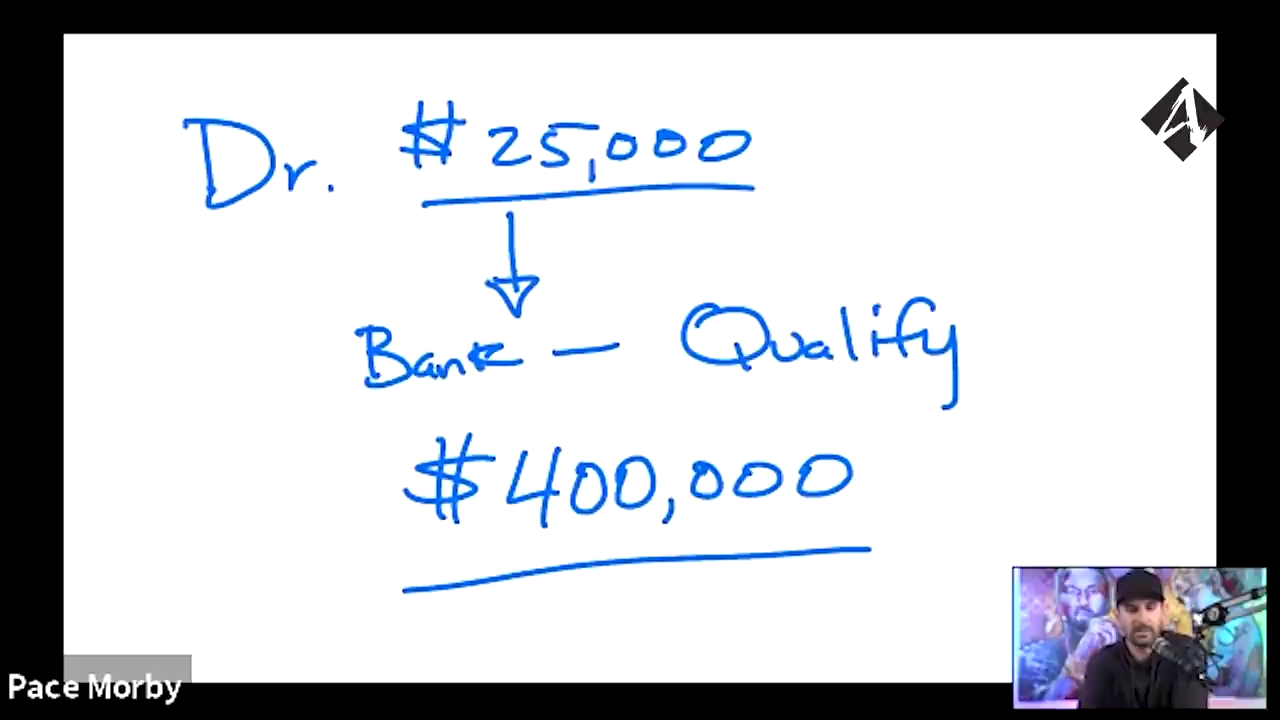 Dr. $25,000
Bank — Qualify
$400,000
Pace Morby